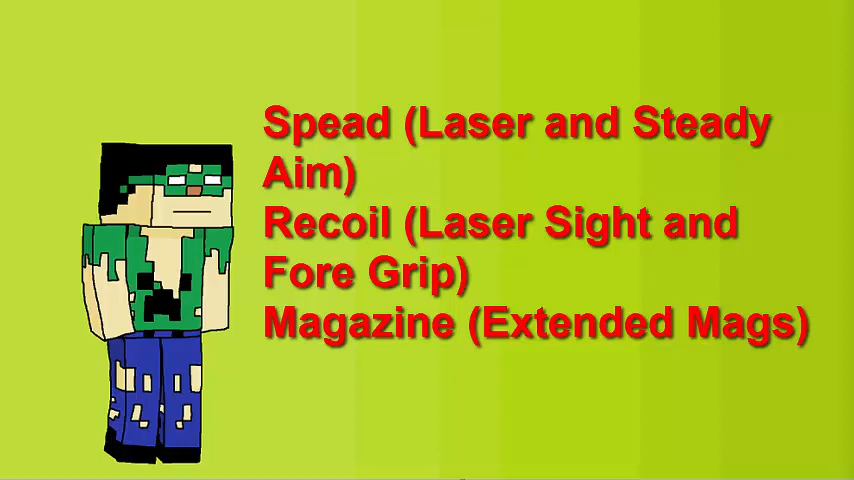 Spead (Laser and Steady
Aim)
Recoil (Laser Sight and
Fore Grip)
Magazine (Extended Mags)